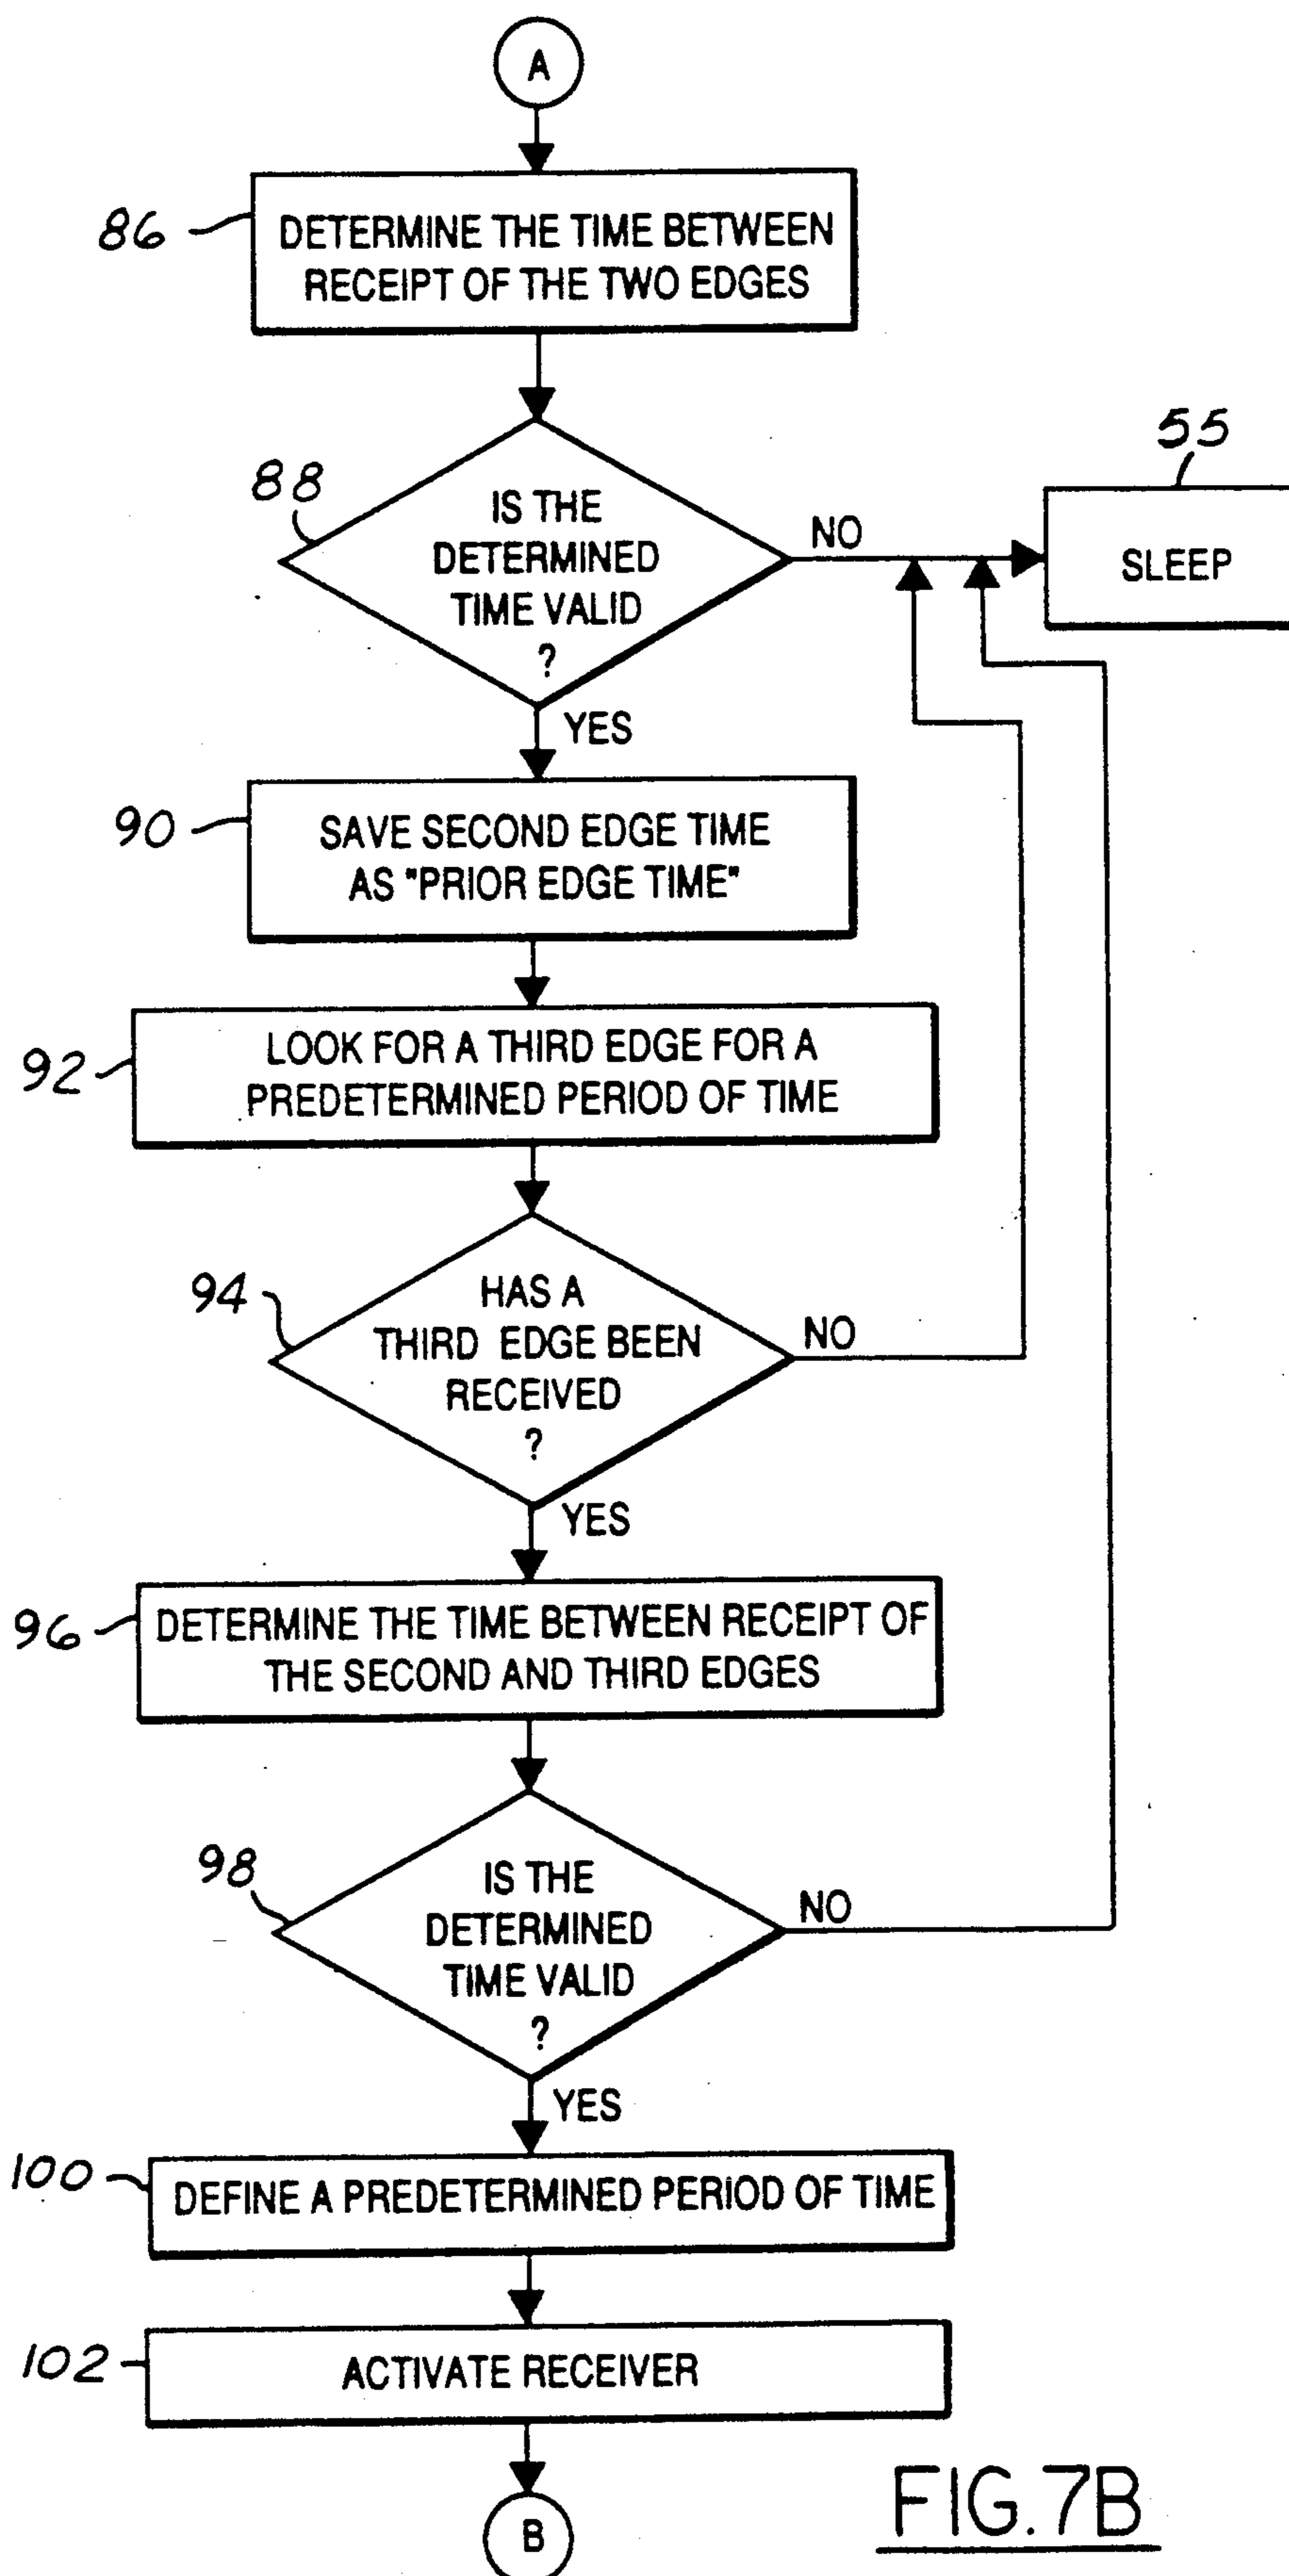 A
86
DETERMINE THE TIME BETWEEN
RECEIPT OF THE TWO EDGES
55
88
IS THE
DETERMINED
TIME VALID
?
NO
SLEEP
YES
90
SAVE SECOND EDGE TIME
AS "PRIOR EDGE TIME"
92
LOOK FOR A THIRD EDGE FOR A
PREDETERMINED PERIOD OF TIME
94
HAS A
THIRD EDGE BEEN
RECEIVED
?
NO
YES
96
DETERMINE THE TIME BETWEEN RECEIPT OF
THE SECOND AND THIRD EDGES
98
IS THE
DETERMINED
TIME VALID
?
NO
YES
100
DEFINE A PREDETERMINED PERIOD OF TIME
102
ACTIVATE RECEIVER
B
FIG. 7B